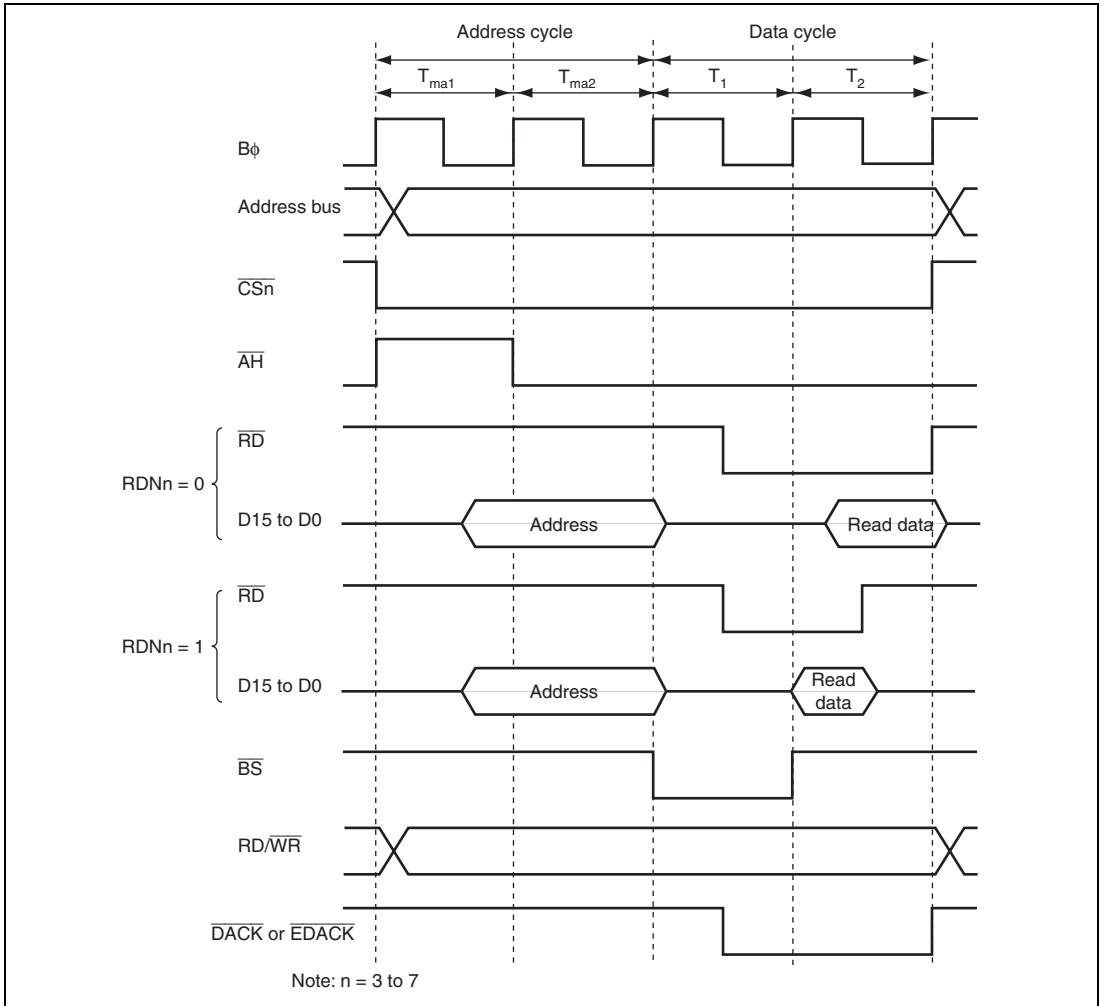 Address cycle Data cycle
Tma1 Tma2 T1 T2
Bφ
Address bus
CSn
AH
RD
RDNn = 0
D15 to D0 Address Read data
RD
RDNn = 1
D15 to D0 Address Read
data
BS
RD/WR
DACK or EDACK
Note: n = 3 to 7